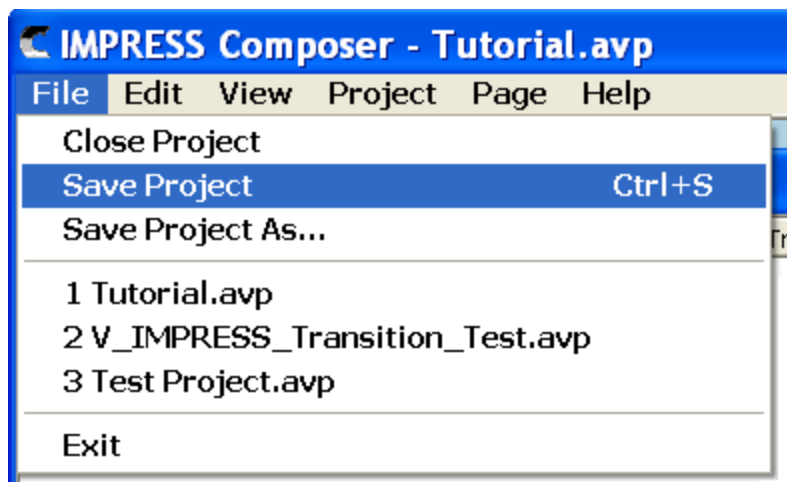 IMPRESS Composer - Tutorial.avp
File Edit View Project Page Help
Close Project
Save Project Ctrl+S
Save Project As...
1 Tutorial.avp
2 V_IMPRESS_Transition_Test.avp
3 Test Project.avp
Exit